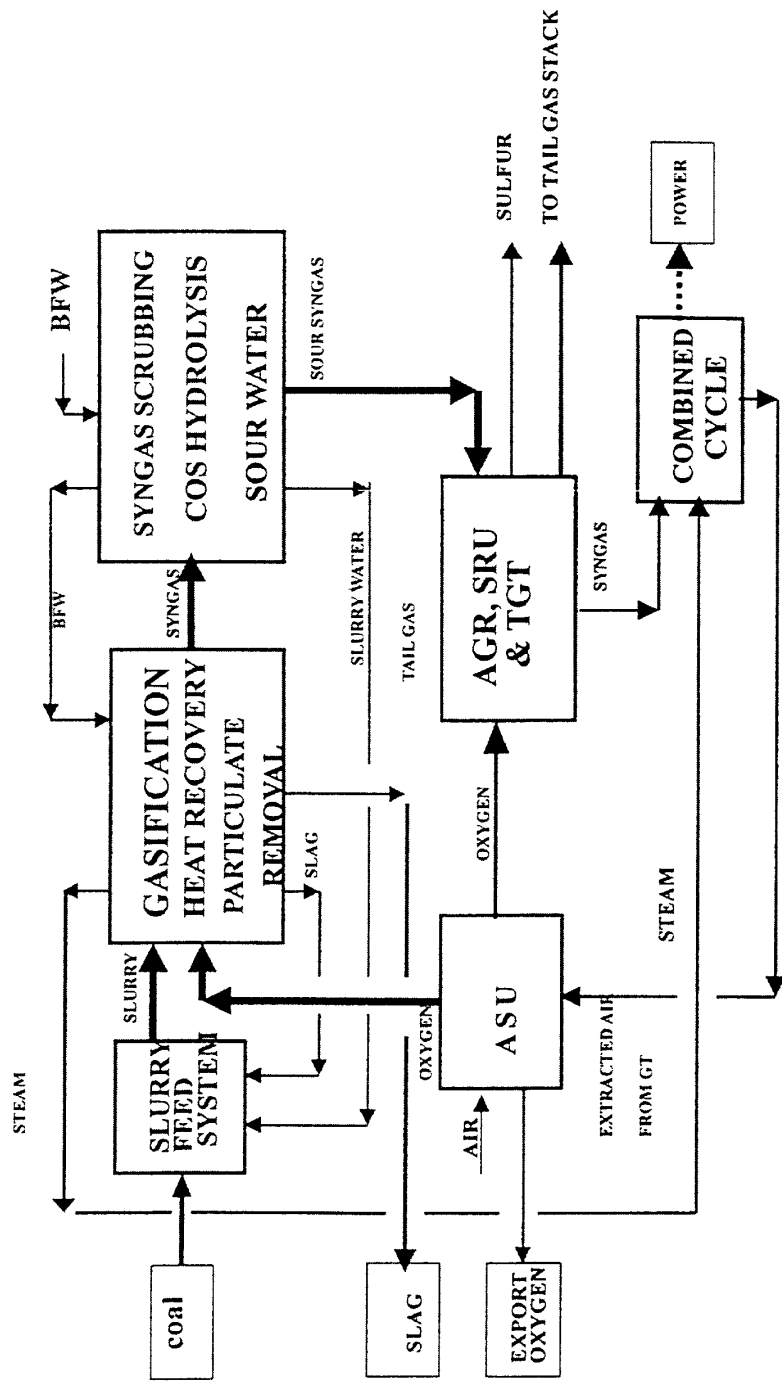 STEAM
BFW
BFW
coal
SLURRY
FEED
SYSTEM
SLURRY
GASIFICATION
HEAT RECOVERY
PARTICULATE
REMOVAL
SYNGAS
SYNGAS SCRUBBING
COS HYDROLYSIS
SOUR WATER
SLAG
SLURRY WATER
SOUR SYNGAS
TAIL GAS
SLAG
OXYGEN
EXPORT
OXYGEN
AIR
ASU
OXYGEN
AGR, SRU
& TGT
SULFUR
TO TAIL GAS STACK
SYNGAS
EXTRACTED AIR
FROM GT
STEAM
COMBINED
CYCLE
POWER